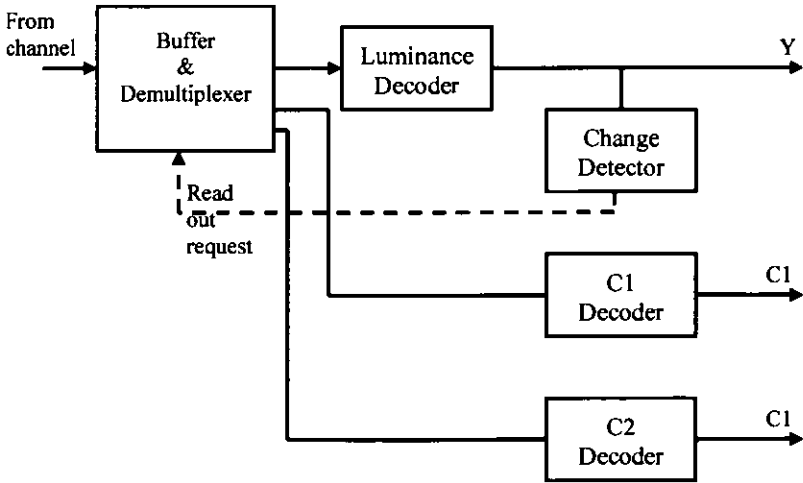 From
channel
Buffer
&
Demultiplexer
Luminance
Decoder
Y
Change
Detector
Read
out
request
C1
Decoder
C1
C2
Decoder
C1